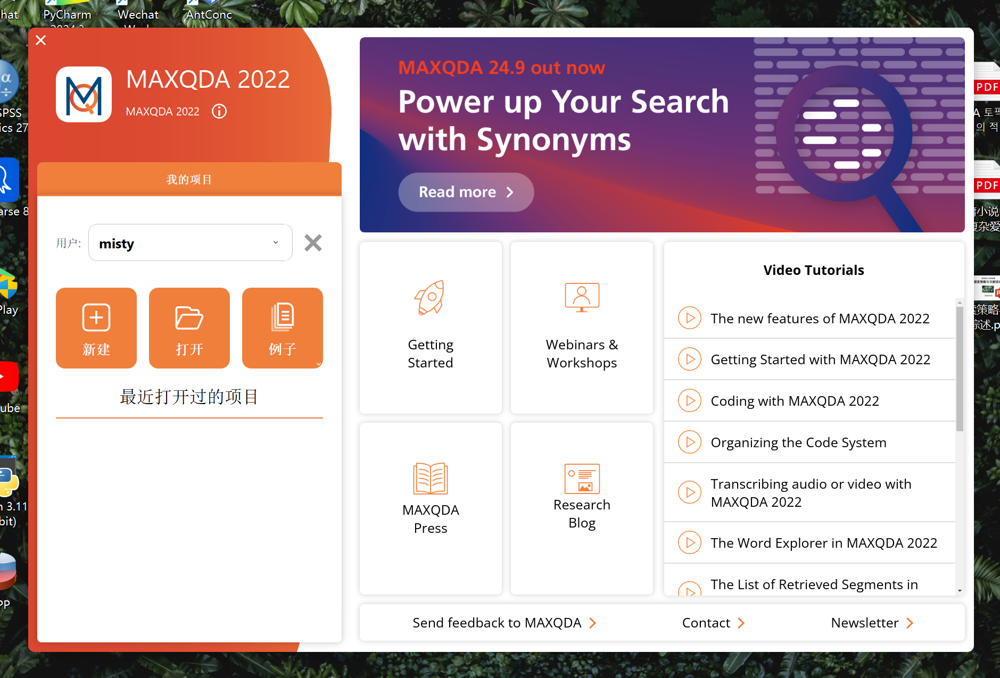 hat
PyCharm
Wechat
AntConc
MAXQDA 2022
MAXQDA 2022
我的项目
用户:
misty
新建
打开
例子
最近打开过的项目
MAXQDA 24.9 out now
Power up Your Search
with Synonyms
Read more
Getting
Started
Webinars &
Workshops
MAXQDA
Press
Research
Blog
Video Tutorials
The new features of MAXQDA 2022
Getting Started with MAXQDA 2022
Coding with MAXQDA 2022
Organizing the Code System
Transcribing audio or video with
MAXQDA 2022
The Word Explorer in MAXQDA 2022
The List of Retrieved Segments in
Send feedback to MAXQDA
Contact
Newsletter
SPSS
ics 27
arse 8
Play
ube
n 3.11
bit)
PP
PDF
A 토픽
의 적
PDF
小说
复杂爱
索策略
综述.p